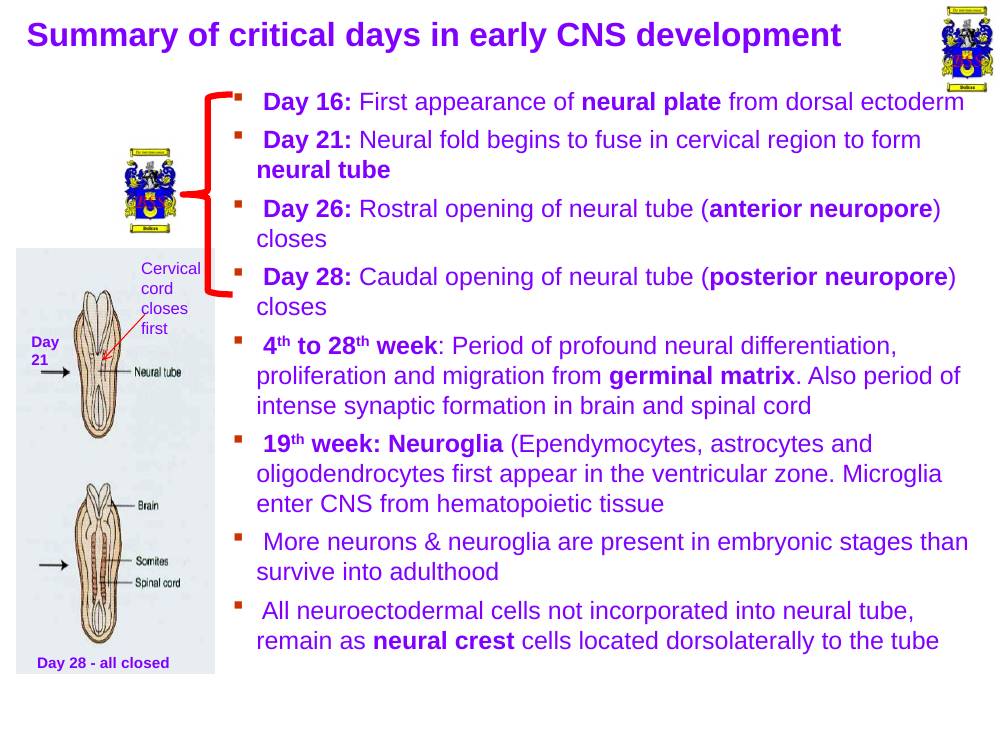 Summary of critical days in early CNS development
Day 16: First appearance of neural plate from dorsal ectoderm
Day 21: Neural fold begins to fuse in cervical region to form
neural tube
Day 26: Rostral opening of neural tube (anterior neuropore)
closes
Day 28: Caudal opening of neural tube (posterior neuropore)
closes
4th to 28th week: Period of profound neural differentiation,
proliferation and migration from germinal matrix. Also period of
intense synaptic formation in brain and spinal cord
19th week: Neuroglia (Ependymocytes, astrocytes and
oligodendrocytes first appear in the ventricular zone. Microglia
enter CNS from hematopoietic tissue
More neurons & neuroglia are present in embryonic stages than
survive into adulthood
All neuroectodermal cells not incorporated into neural tube,
remain as neural crest cells located dorsolaterally to the tube
Cervical
cord
closes
first
Day
21
Neural tube
Brain
Somites
Spinal cord
Day 28 - all closed